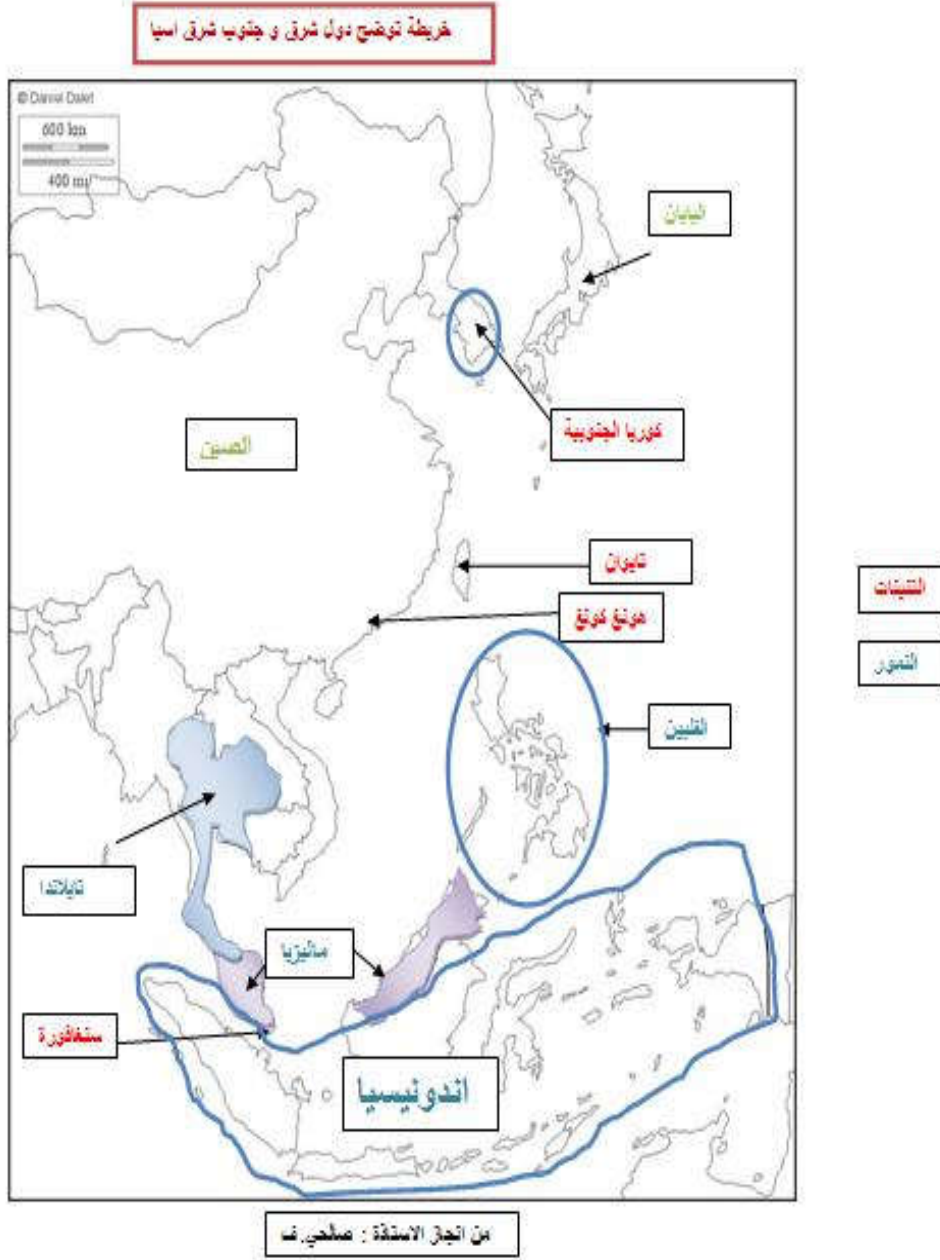 خريطة توضح دول شرق و جنوب شرق اسيا
© Daniel Dalet
600 km
400 mi
اليابان
كوريا الجنوبية
الصين
تايوان
هونغ كونغ
التنينات
النمور
الفلبين
تايلاندا
ماليزيا
سنغافورة
اندونيسيا
من انجاز الاستاذة : صالحي.ف